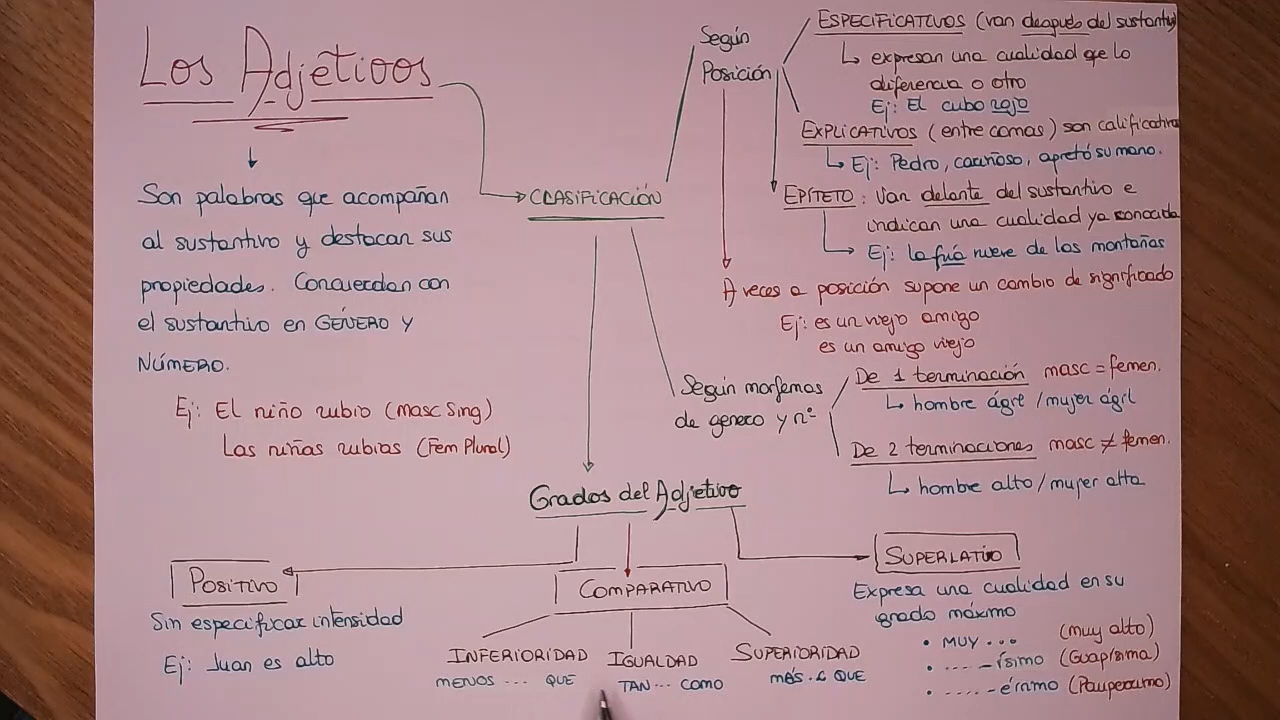 Los Adjetivos
Son palabras que acompañan
al sustantivo y destacan sus
propiedades. Concuerdan con
el sustantivo en GÉNERO Y
NÚMERO.
Ej: El niño rubio (masc Sing)
Las niñas rubias (Fem Plural)
CLASIFICACIÓN
Según
Posición
ESPECIFICATIVOS (van después del sustantiv
expresan una cualidad que lo
diferencia o otro
Ej: El cubo rojo
EXPLICATIVOS (entre comas) son calificativ
Ej: Pedro, cariñoso, apretó su mano.
EPÍTETO: Van delante del sustantivo e
indican una cualidad ya conocida
Ej: la fría nieve de las montañas
A veces a posición supone un cambio de significado
Ej: es un viejo amigo
es un amigo viejo
Según morfemas
de genero y nº
De 1 terminación masc = femen.
hombre ágil / mujer ágil
De 2 terminaciones masc ≠ femen.
hombre alto / mujer alta
Grados del Adjetivo
POSITIVO
Sin especificar intensidad
Ej: Juan es alto
COMPARATIVO
INFERIORIDAD
MENOS ... QUE
IGUALDAD
TAN ... COMO
SUPERIORIDAD
MÁS ... QUE
SUPERLATIVO
Expresa una cualidad en su
grado máximo
• MUY ... (muy alto)
• .... -ísimo (Guapísima)
• ..... -érrimo (Pauperrimo)